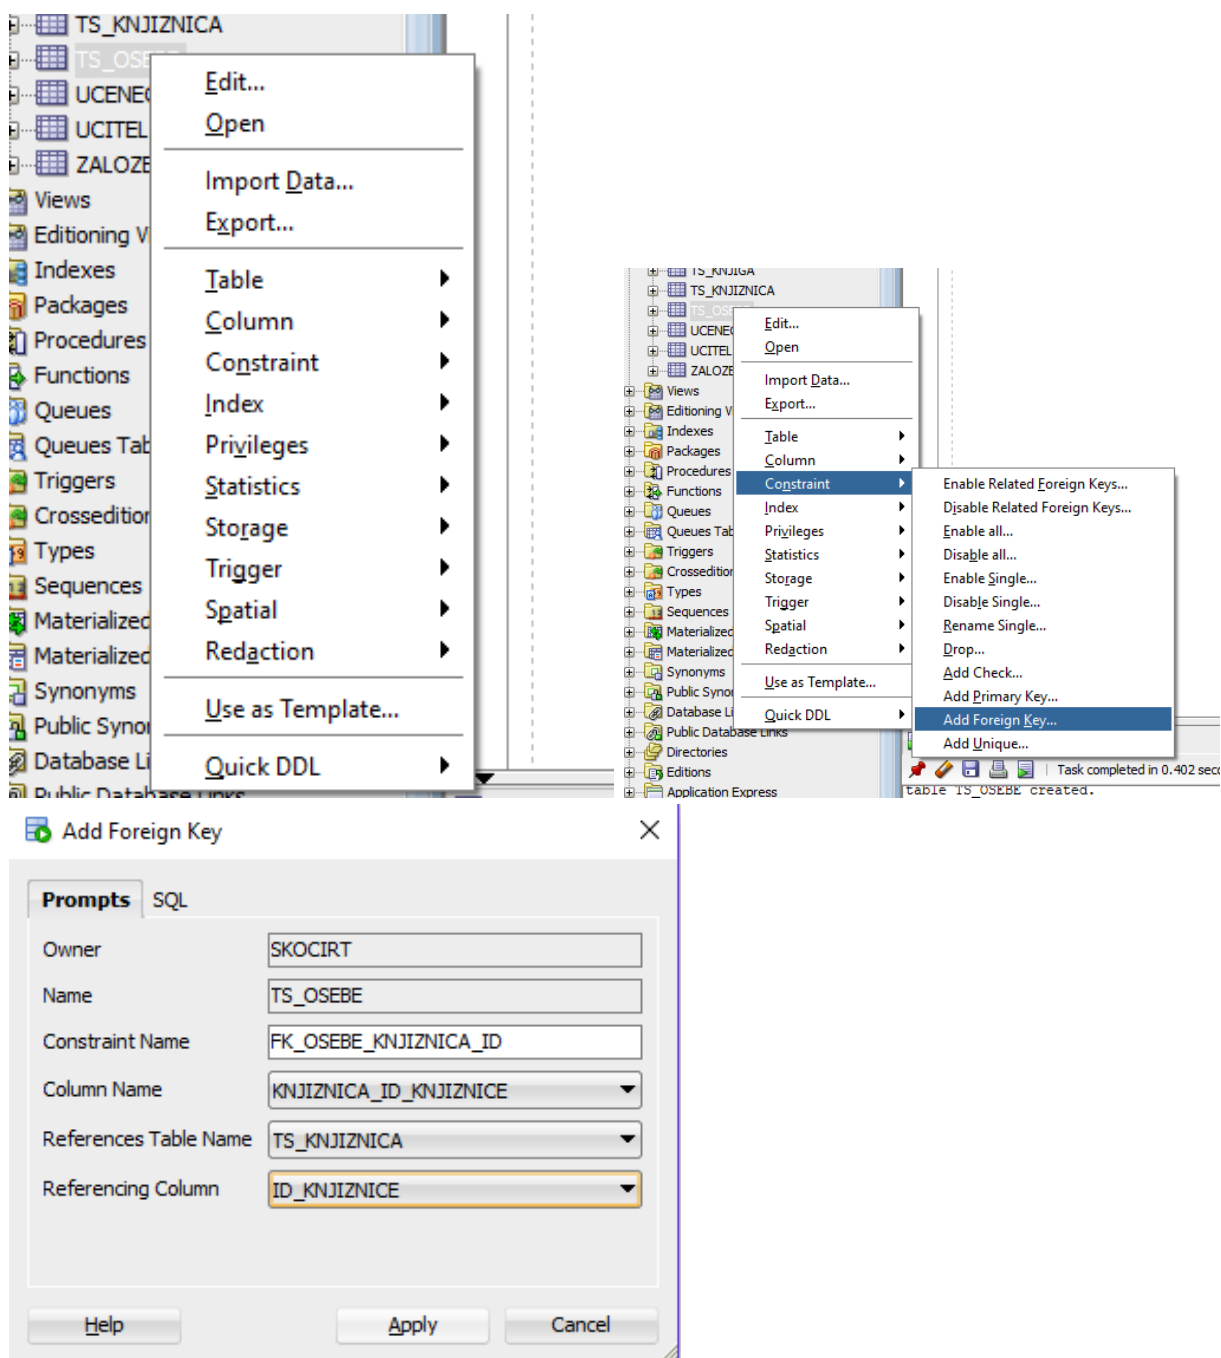 TS_KNJIZNICA
TS_OSE
UCENE
UCITEL
ZALOZE
Views
Editioning V
Indexes
Packages
Procedures
Functions
Queues
Queues Tab
Triggers
Crossedition
Types
Sequences
Materialized
Materialized
Synonyms
Public Synon
Database Li
Public Database Links
Edit...
Open
Import Data...
Export...
Table
Column
Constraint
Index
Privileges
Statistics
Storage
Trigger
Spatial
Redaction
Use as Template...
Quick DDL
TS_KNJIGA
TS_KNJIZNICA
TS_OSE
UCENE
UCITEL
ZALOZE
Views
Editioning V
Indexes
Packages
Procedures
Functions
Queues
Queues Tab
Triggers
Crossedition
Types
Sequences
Materialized
Materialized
Synonyms
Public Synon
Database Li
Public Database Links
Directories
Editions
Application Express
Edit...
Open
Import Data...
Export...
Table
Column
Constraint
Index
Privileges
Statistics
Storage
Trigger
Spatial
Redaction
Use as Template...
Quick DDL
Enable Related Foreign Keys...
Disable Related Foreign Keys...
Enable all...
Disable all...
Enable Single...
Disable Single...
Rename Single...
Drop...
Add Check...
Add Primary Key...
Add Foreign Key...
Add Unique...
Task completed in 0.402 seco
table TS_OSEBE created.
Add Foreign Key
Prompts SQL
Owner SKOCIRT
Name TS_OSEBE
Constraint Name FK_OSEBE_KNJIZNICA_ID
Column Name KNJIZNICA_ID_KNJIZNICE
References Table Name TS_KNJIZNICA
Referencing Column ID_KNJIZNICE
Help Apply Cancel